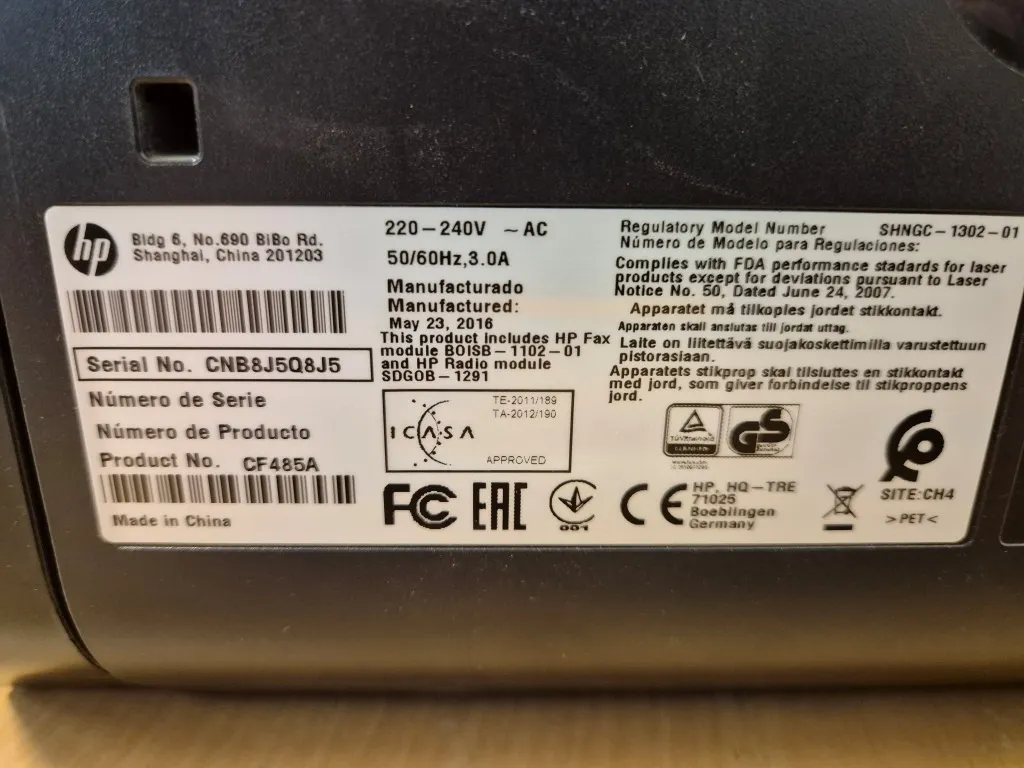 hp
Bldg 6, No.690 BiBo Rd.
Shanghai, China 201203
Serial No. CNB8J5Q8J5
Número de Serie
Número de Producto
Product No. CF485A
Made in China
220-240V ~ AC
50/60Hz,3.0A
Manufacturado
Manufactured:
May 23, 2016
This product includes HP Fax
module BOISB-1102-01
and HP Radio module
SDGOB-1291
TE-2011/189
TA-2012/190
ICASA
APPROVED
FC
EAC
001
CE
HP, HQ-TRE
71025
Boeblingen
Germany
Regulatory Model Number SHNGC-1302-01
Número de Modelo para Regulaciones:
Complies with FDA performance stadards for laser
products except for deviations pursuant to Laser
Notice No. 50, Dated June 24, 2007.
Apparatet må tilkoples jordet stikkontakt.
Apparaten skall anslutas till jordat uttag.
Laite on liitettävä suojakoskettimilla varustettuun
pistorasiaan.
Apparatets stikprop skal tilsluttes en stikkontakt
med jord, som giver forbindelse til stikproppens
jord.
TÜVRheinland
GS
SITE:CH4
>PET<